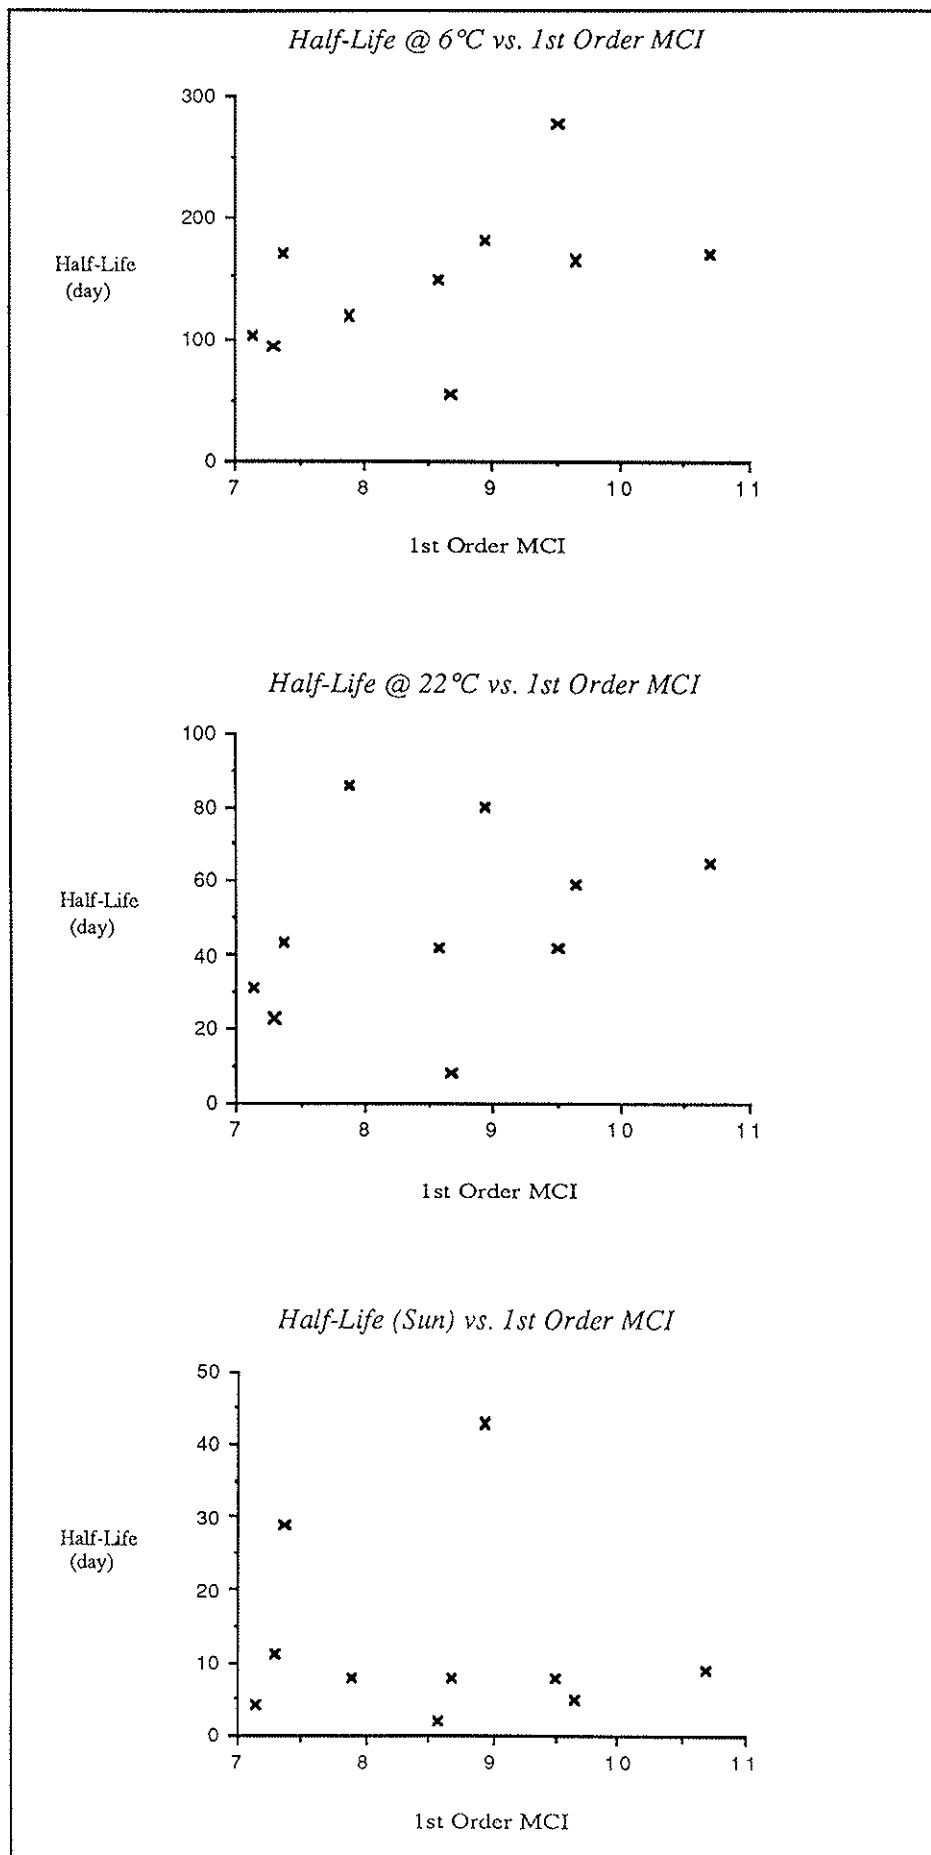 Half-Life @ 6°C vs. 1st Order MCI
300
200
Half-Life
(day)
100
0
7 8 9 10 11
1st Order MCI
Half-Life @ 22°C vs. 1st Order MCI
100
80
60
Half-Life
(day)
40
20
0
7 8 9 10 11
1st Order MCI
Half-Life (Sun) vs. 1st Order MCI
50
40
30
Half-Life
(day)
20
10
0
7 8 9 10 11
1st Order MCI